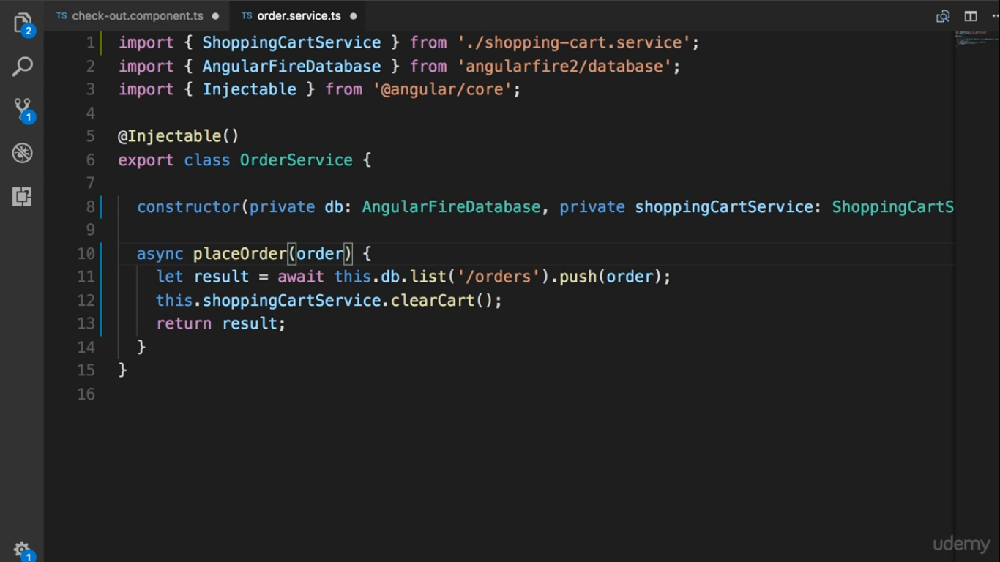 TS check-out.component.ts ● TS order.service.ts ●
2
1
1
1 import { ShoppingCartService } from './shopping-cart.service';
2 import { AngularFireDatabase } from 'angularfire2/database';
3 import { Injectable } from '@angular/core';
4
5 @Injectable()
6 export class OrderService {
7
8 constructor(private db: AngularFireDatabase, private shoppingCartService: ShoppingCartS
9
10 async placeOrder(order) {
11 let result = await this.db.list('/orders').push(order);
12 this.shoppingCartService.clearCart();
13 return result;
14 }
15 }
16
udemy